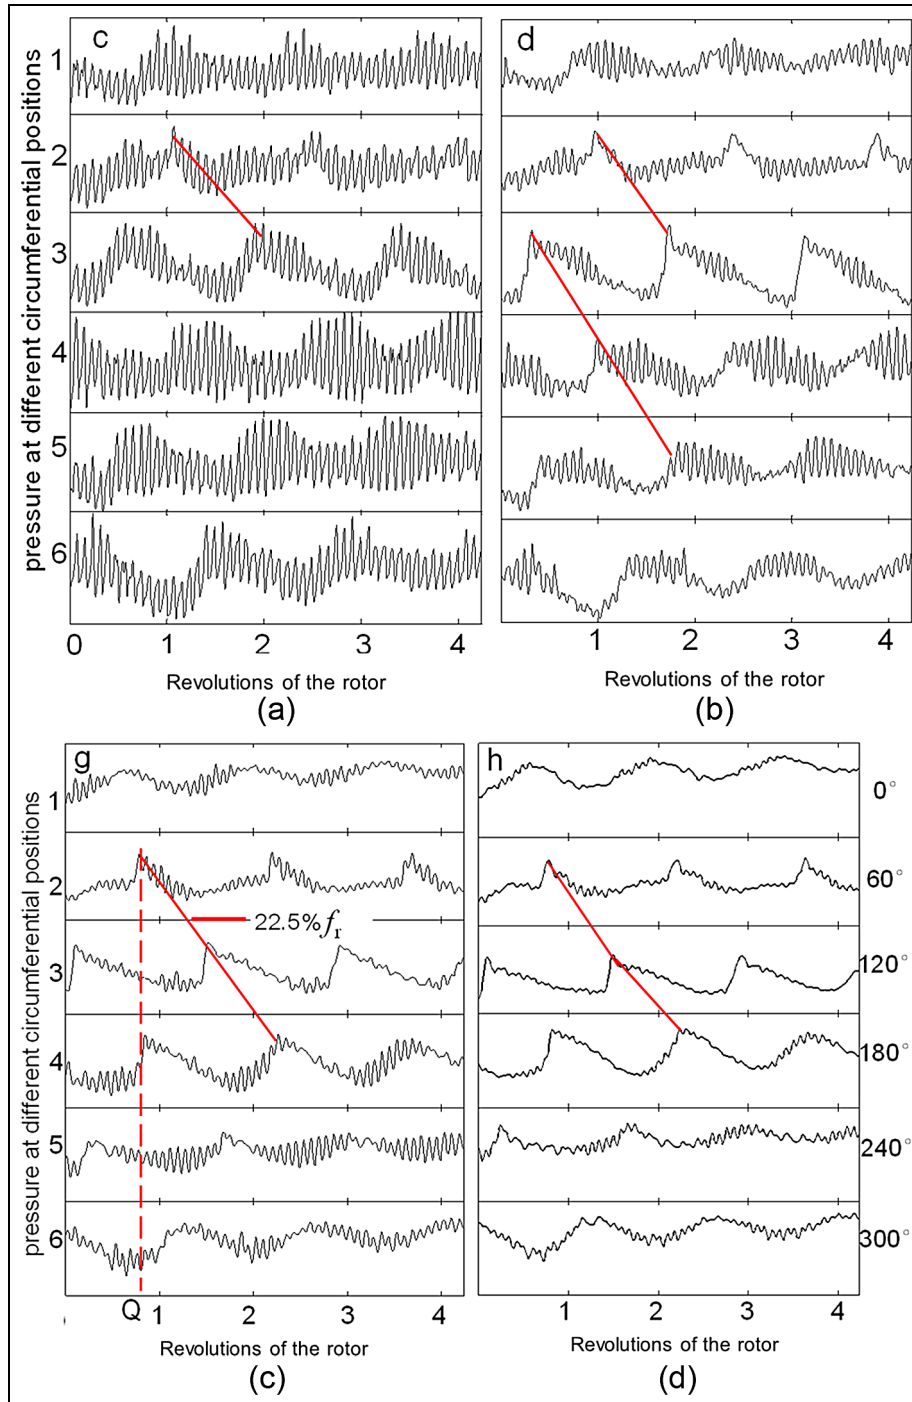 pressure at different circumferential positions
c
1
2
3
4
5
6
0 1 2 3 4
Revolutions of the rotor
(a)
d
1 2 3 4
Revolutions of the rotor
(b)
pressure at different circumferential positions
g
1
2
22.5%fr
3
4
5
6
Q 1 2 3 4
Revolutions of the rotor
(c)
h
0°
60°
120°
180°
240°
300°
1 2 3 4
Revolutions of the rotor
(d)